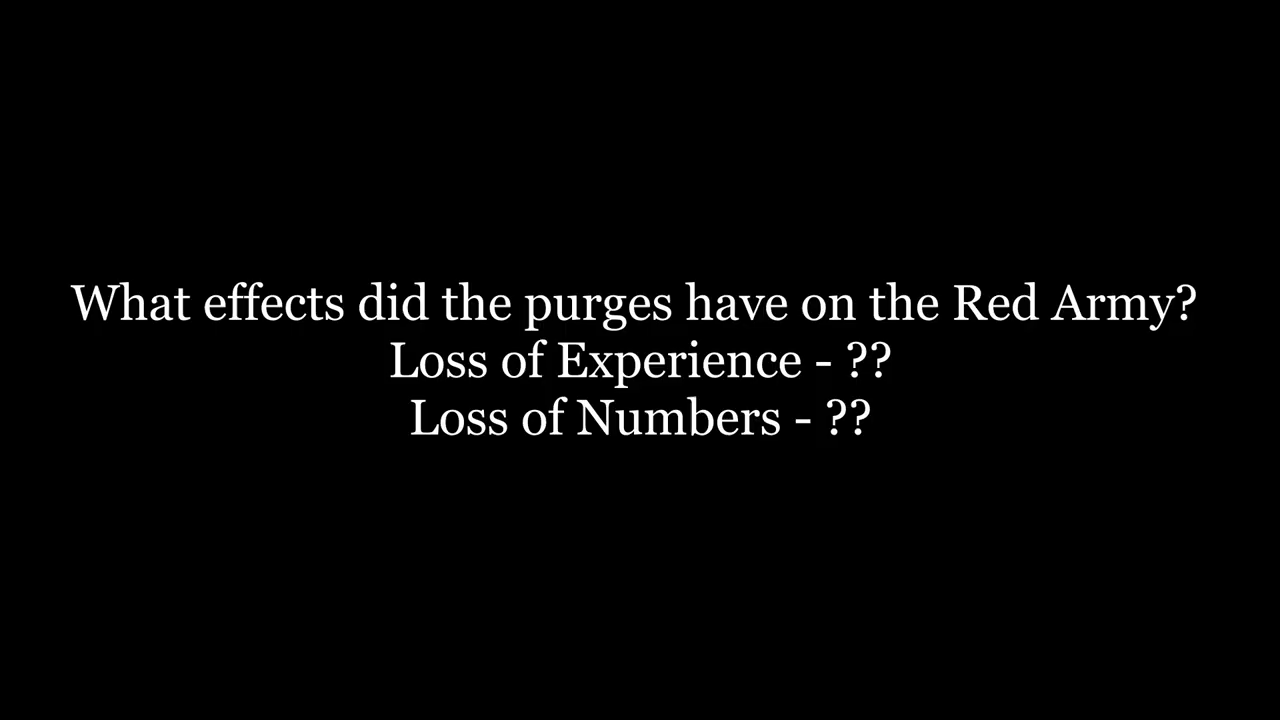 What effects did the purges have on the Red Army?
Loss of Experience - ??
Loss of Numbers - ??